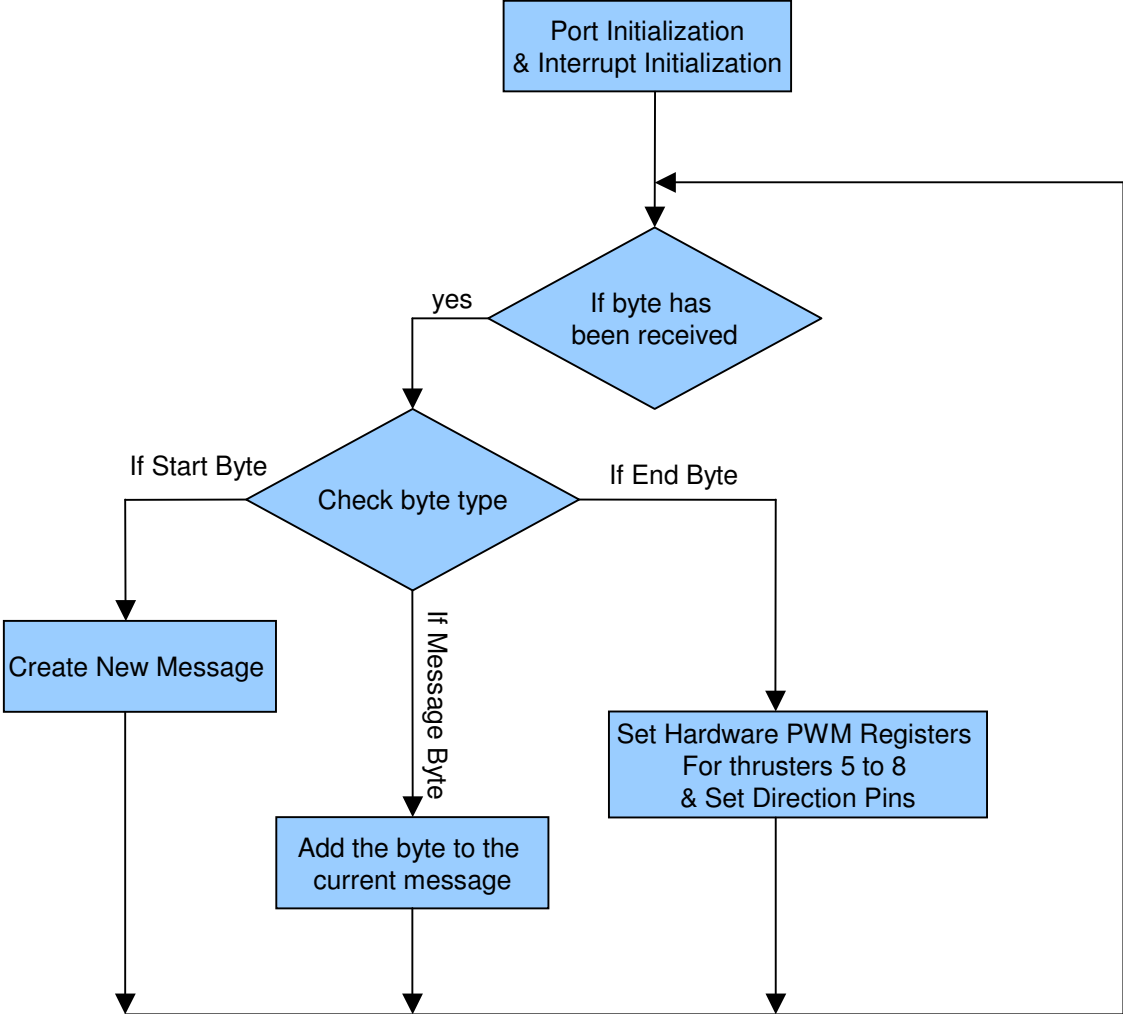 Port Initialization
& Interrupt Initialization
If byte has
been received
yes
Check byte type
If Start Byte
If End Byte
If Message Byte
Create New Message
Set Hardware PWM Registers
For thrusters 5 to 8
& Set Direction Pins
Add the byte to the
current message